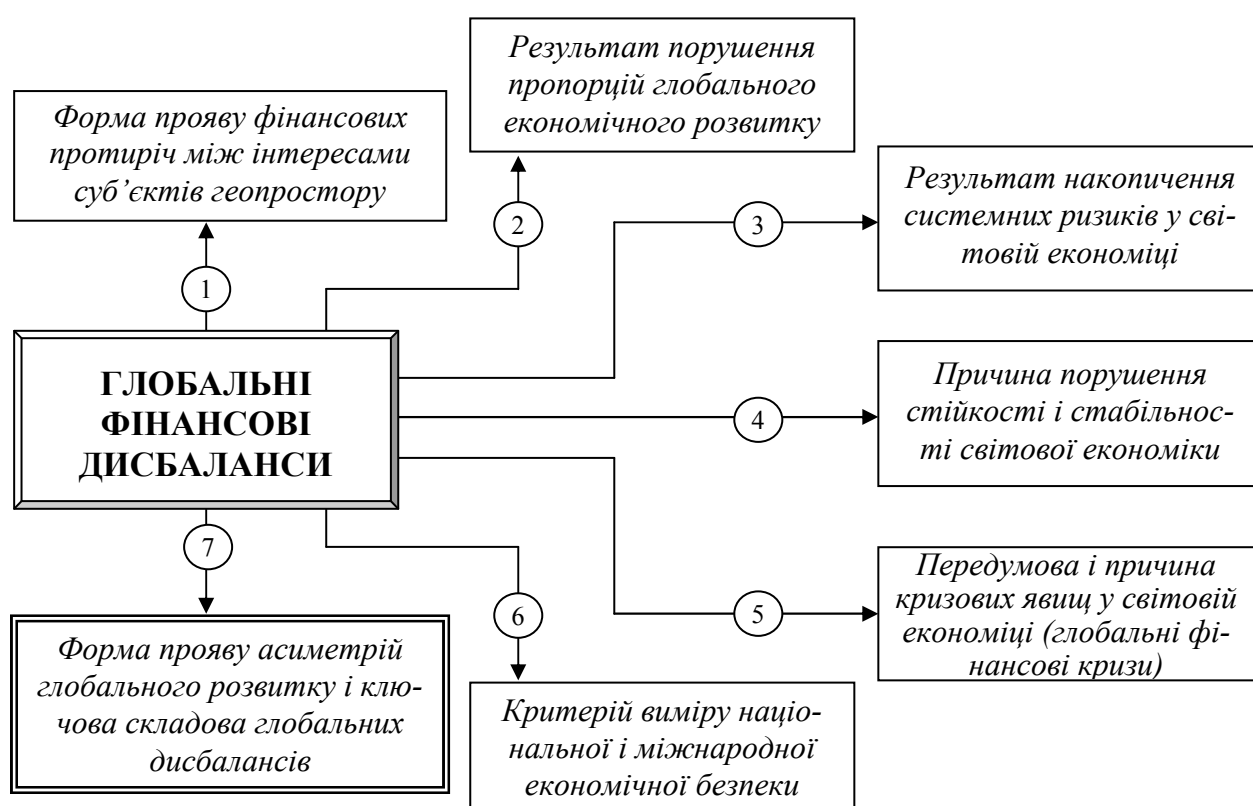 Форма прояву фінансових
протиріч між інтересами
суб’єктів геопростору
1
Результат порушення
пропорцій глобального
економічного розвитку
2
Результат накопичення
системних ризиків у сві-
товій економіці
3
ГЛОБАЛЬНІ
ФІНАНСОВІ
ДИСБАЛАНСИ
Причина порушення
стійкості і стабільнос-
ті світової економіки
4
Передумова і причина
кризових явищ у світовій
економіці (глобальні фі-
нансові кризи)
5
Критерій виміру націо-
нальної і міжнародної
економічної безпеки
6
7
Форма прояву асиметрій
глобального розвитку і клю-
чова складова глобальних
дисбалансів